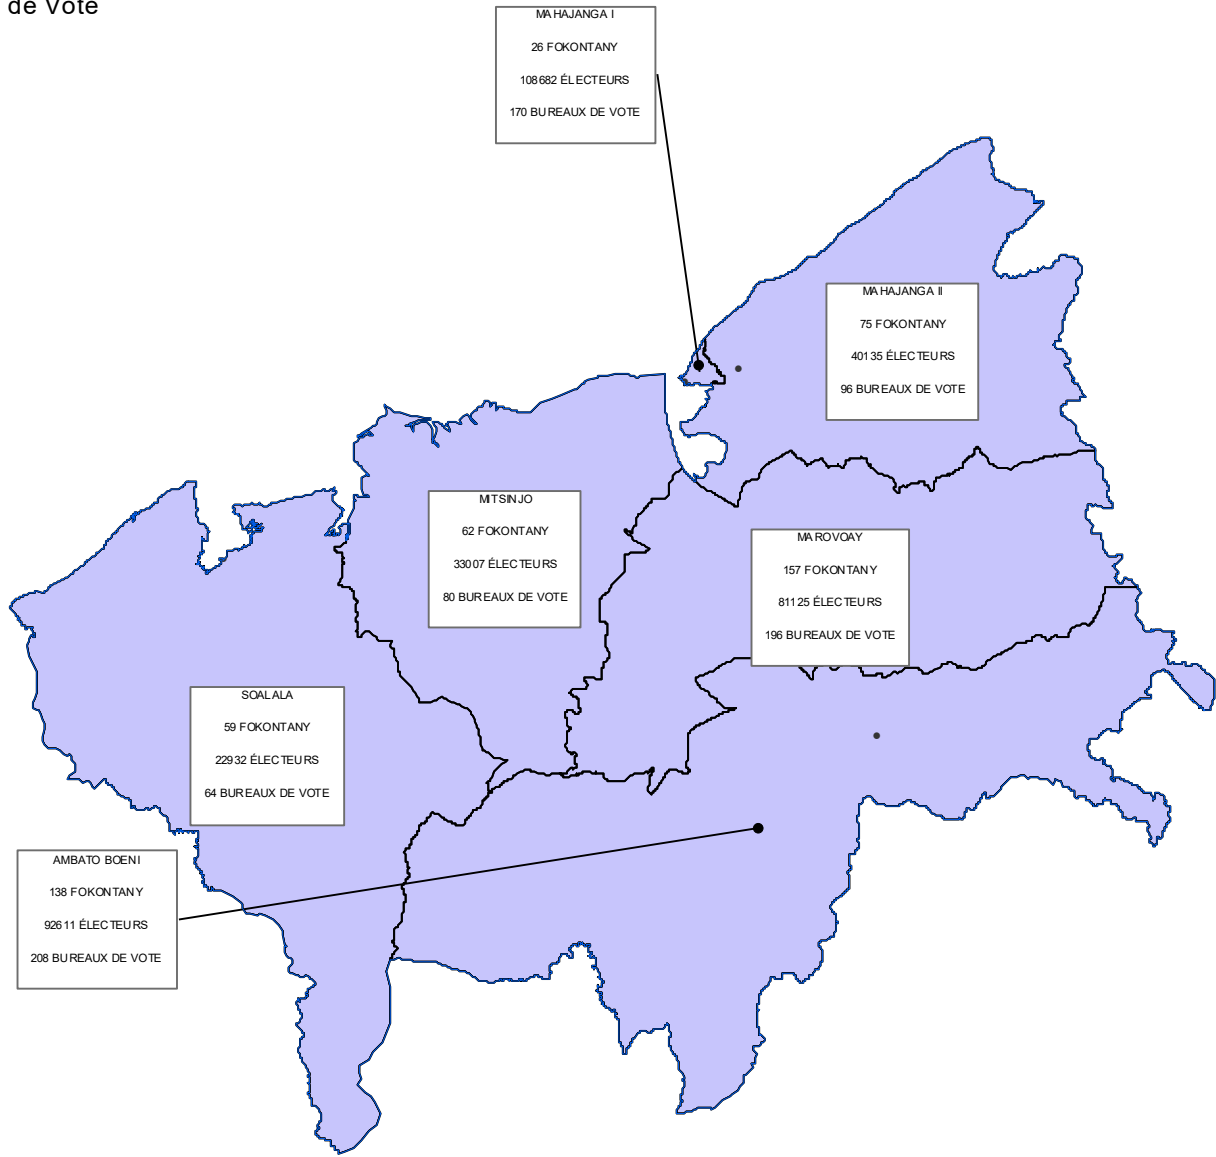 de Vote
MAHAJANGA I
26 FOKONTANY
108682 ÉLECTEURS
170 BUREAUX DE VOTE
MAHAJANGA II
75 FOKONTANY
40135 ÉLECTEURS
96 BUREAUX DE VOTE
MITSINJO
62 FOKONTANY
33007 ÉLECTEURS
80 BUREAUX DE VOTE
MAROVOAY
157 FOKONTANY
81125 ÉLECTEURS
196 BUREAUX DE VOTE
SOALALA
59 FOKONTANY
22932 ÉLECTEURS
64 BUREAUX DE VOTE
AMBATO BOENI
138 FOKONTANY
92611 ÉLECTEURS
208 BUREAUX DE VOTE